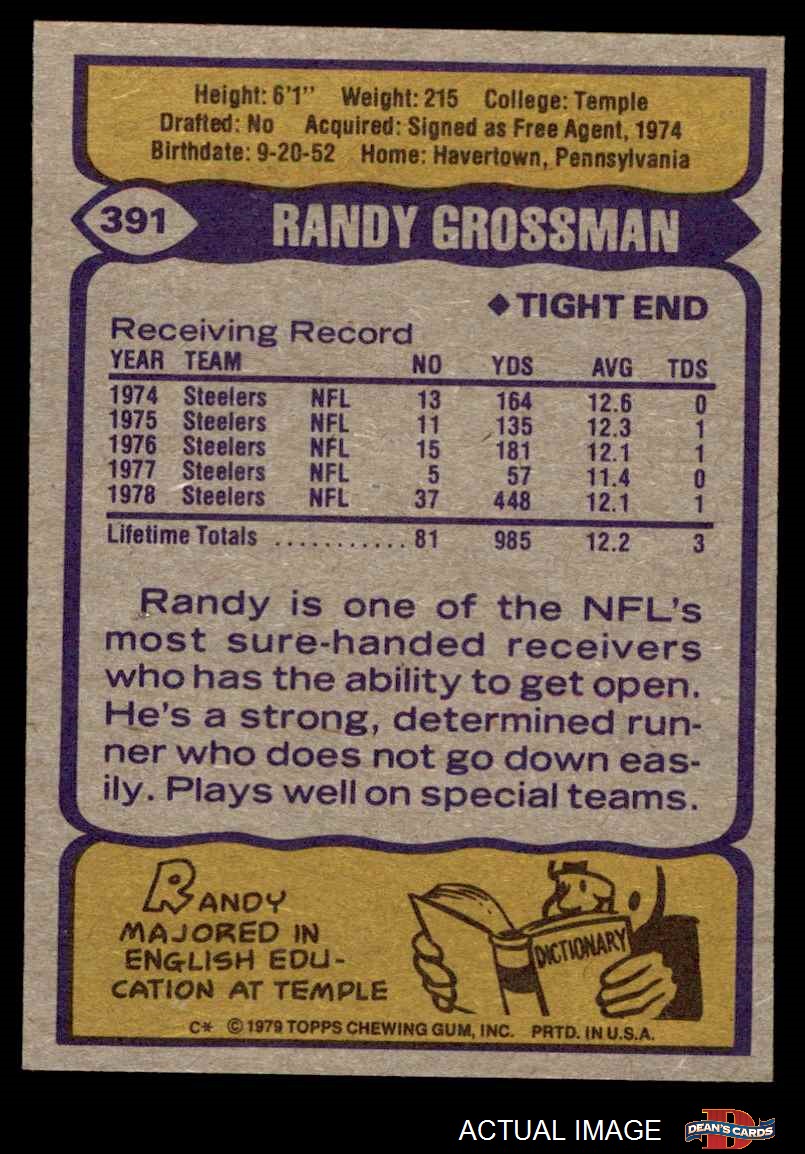 Height: 6'1" Weight: 215 College: Temple
Drafted: No Acquired: Signed as Free Agent, 1974
Birthdate: 9-20-52 Home: Havertown, Pennsylvania
391 RANDY GROSSMAN
◆ TIGHT END
Receiving Record
YEAR TEAM NO YDS AVG TDS
1974 Steelers NFL 13 164 12.6 0
1975 Steelers NFL 11 135 12.3 1
1976 Steelers NFL 15 181 12.1 1
1977 Steelers NFL 5 57 11.4 0
1978 Steelers NFL 37 448 12.1 1
Lifetime Totals ........... 81 985 12.2 3
Randy is one of the NFL's
most sure-handed receivers
who has the ability to get open.
He's a strong, determined run-
ner who does not go down eas-
ily. Plays well on special teams.
RANDY
MAJORED IN
ENGLISH EDU-
CATION AT TEMPLE
DICTIONARY
C* © 1979 TOPPS CHEWING GUM, INC. PRTD. IN U.S.A.
ACTUAL IMAGE
D
DEAN'S CARDS